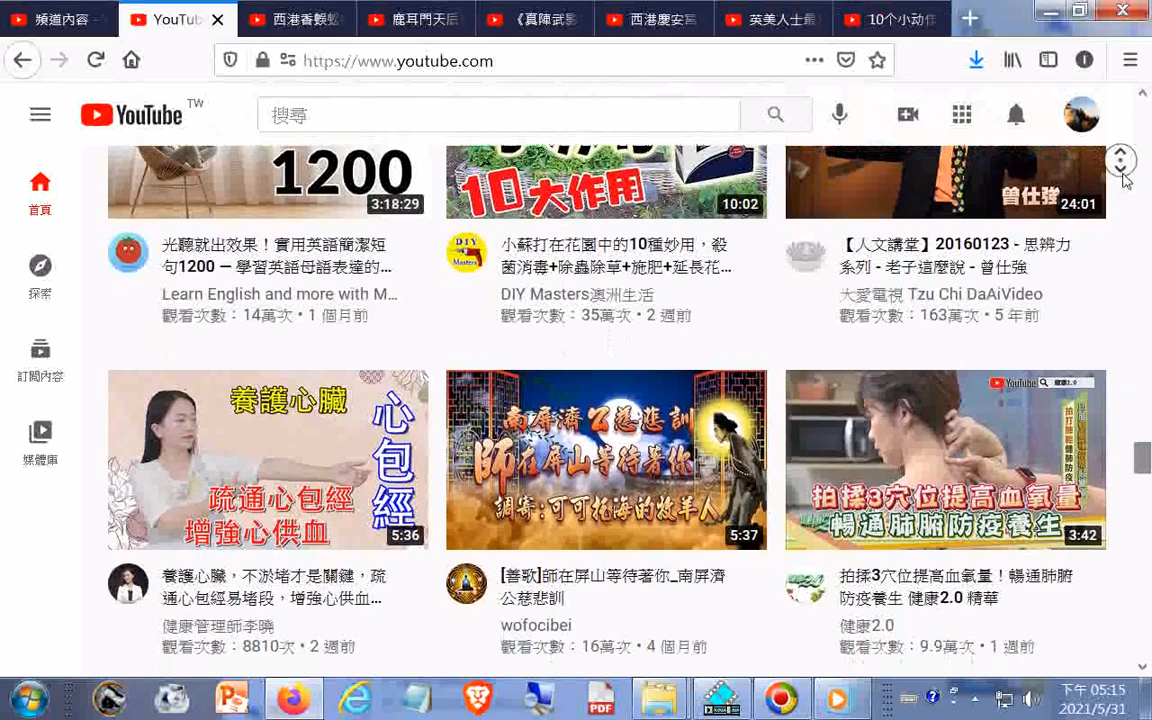 頻道內容 -
YouTub
西港香
鹿耳門天后
《真陣武
西港慶安宮
英美人士最
10个小动作
https://www.youtube.com
YouTube TW
搜尋
首頁
探索
訂閱內容
媒體庫
1200
3:18:29
10大作用
10:02
曾仕強
24:01
光聽就出效果！實用英語簡潔短
句1200 — 學習英語母語表達的...
Learn English and more with M...
觀看次數：14萬次 • 1 個月前
小蘇打在花園中的10種妙用，殺
菌消毒+除蟲除草+施肥+延長花...
DIY Masters澳洲生活
觀看次數：35萬次 • 2 週前
【人文講堂】20160123 - 思辨力
系列 - 老子這麼說 - 曾仕強
大愛電視 Tzu Chi DaAiVideo
觀看次數：163萬次 • 5 年前
DIY
Masters
養護心臟
心包經
疏通心包經
增強心供血
5:36
南屏濟公慈悲訓
師在屏山等待著你
調寄:可可托海的牧羊人
5:37
YouTube 健康2.0
拍揉3穴位提高血氧量
暢通肺腑防疫養生
3:42
養護心臟，不淤堵才是關鍵，疏
通心包經易堵段，增強心供血...
健康管理師李曉
觀看次數：8810次 • 2 週前
[善歌]師在屏山等待著你_南屏濟
公慈悲訓
wofocibei
觀看次數：16萬次 • 4 個月前
拍揉3穴位提高血氧量！暢通肺腑
防疫養生 健康2.0 精華
健康2.0
觀看次數：9.9萬次 • 1 週前
PDF
下午 05:15
2021/5/31